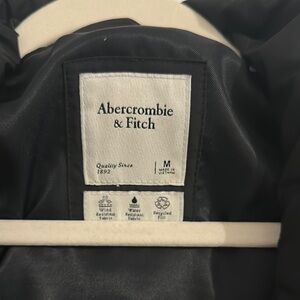 Abercrombie
& Fitch
Quality Since
1892
M
MADE IN
VIETNAM
Wind
Resistant
Fabric
Water
Resistant
Fabric
Recycled
Fill